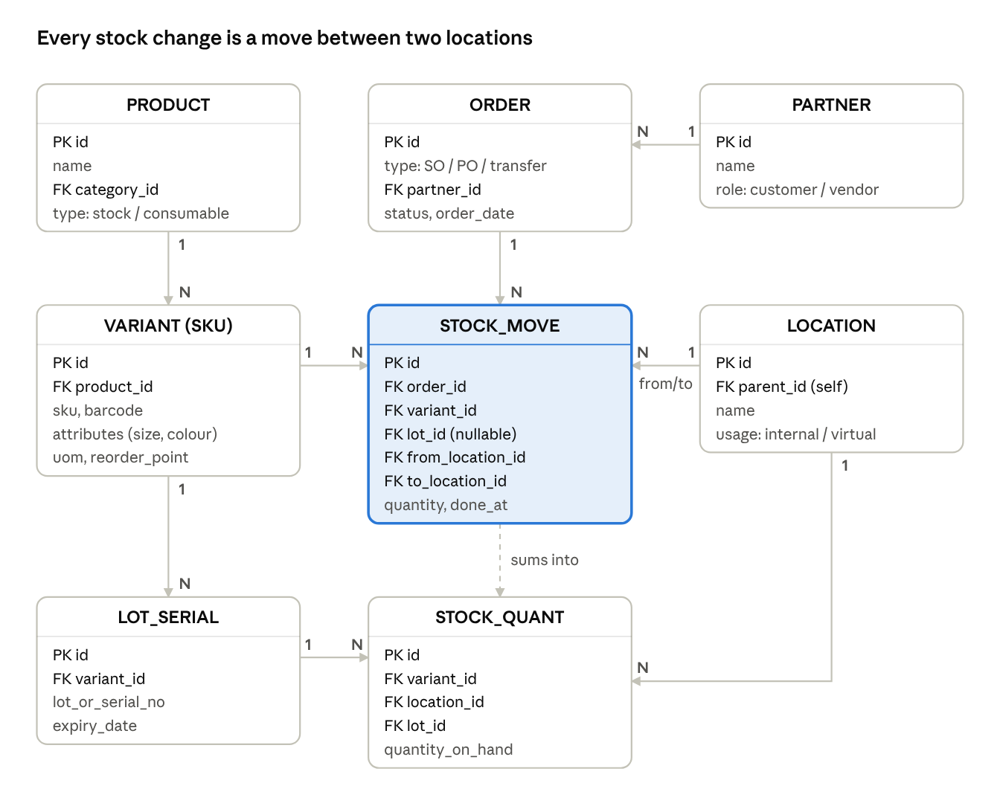 Every stock change is a move between two locations
PRODUCT
PK id
name
FK category_id
type: stock / consumable
ORDER
PK id
type: SO / PO / transfer
FK partner_id
status, order_date
N
1
PARTNER
PK id
name
role: customer / vendor
1
N
1
N
VARIANT (SKU)
PK id
FK product_id
sku, barcode
attributes (size, colour)
uom, reorder_point
1
N
STOCK_MOVE
PK id
FK order_id
FK variant_id
FK lot_id (nullable)
FK from_location_id
FK to_location_id
quantity, done_at
N
1
from/to
LOCATION
PK id
FK parent_id (self)
name
usage: internal / virtual
1
N
sums into
1
LOT_SERIAL
PK id
FK variant_id
lot_or_serial_no
expiry_date
1
N
STOCK_QUANT
PK id
FK variant_id
FK location_id
FK lot_id
quantity_on_hand
N